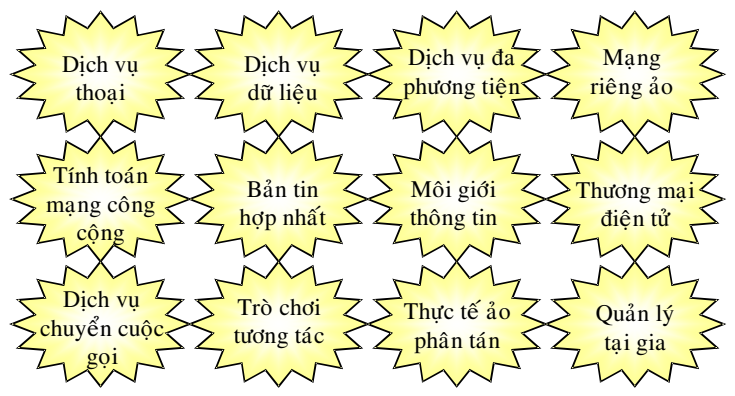 Dịch vụ
thoại
Dịch vụ
dữ liệu
Dịch vụ đa
phương tiện
Mạng
riêng ảo
Tính toán
mạng công
cộng
Bản tin
hợp nhất
Môi giới
thông tin
Thương mại
điện tử
Dịch vụ
chuyển cuộc
gọi
Trò chơi
tương tác
Thực tế ảo
phân tán
Quản lý
tại gia